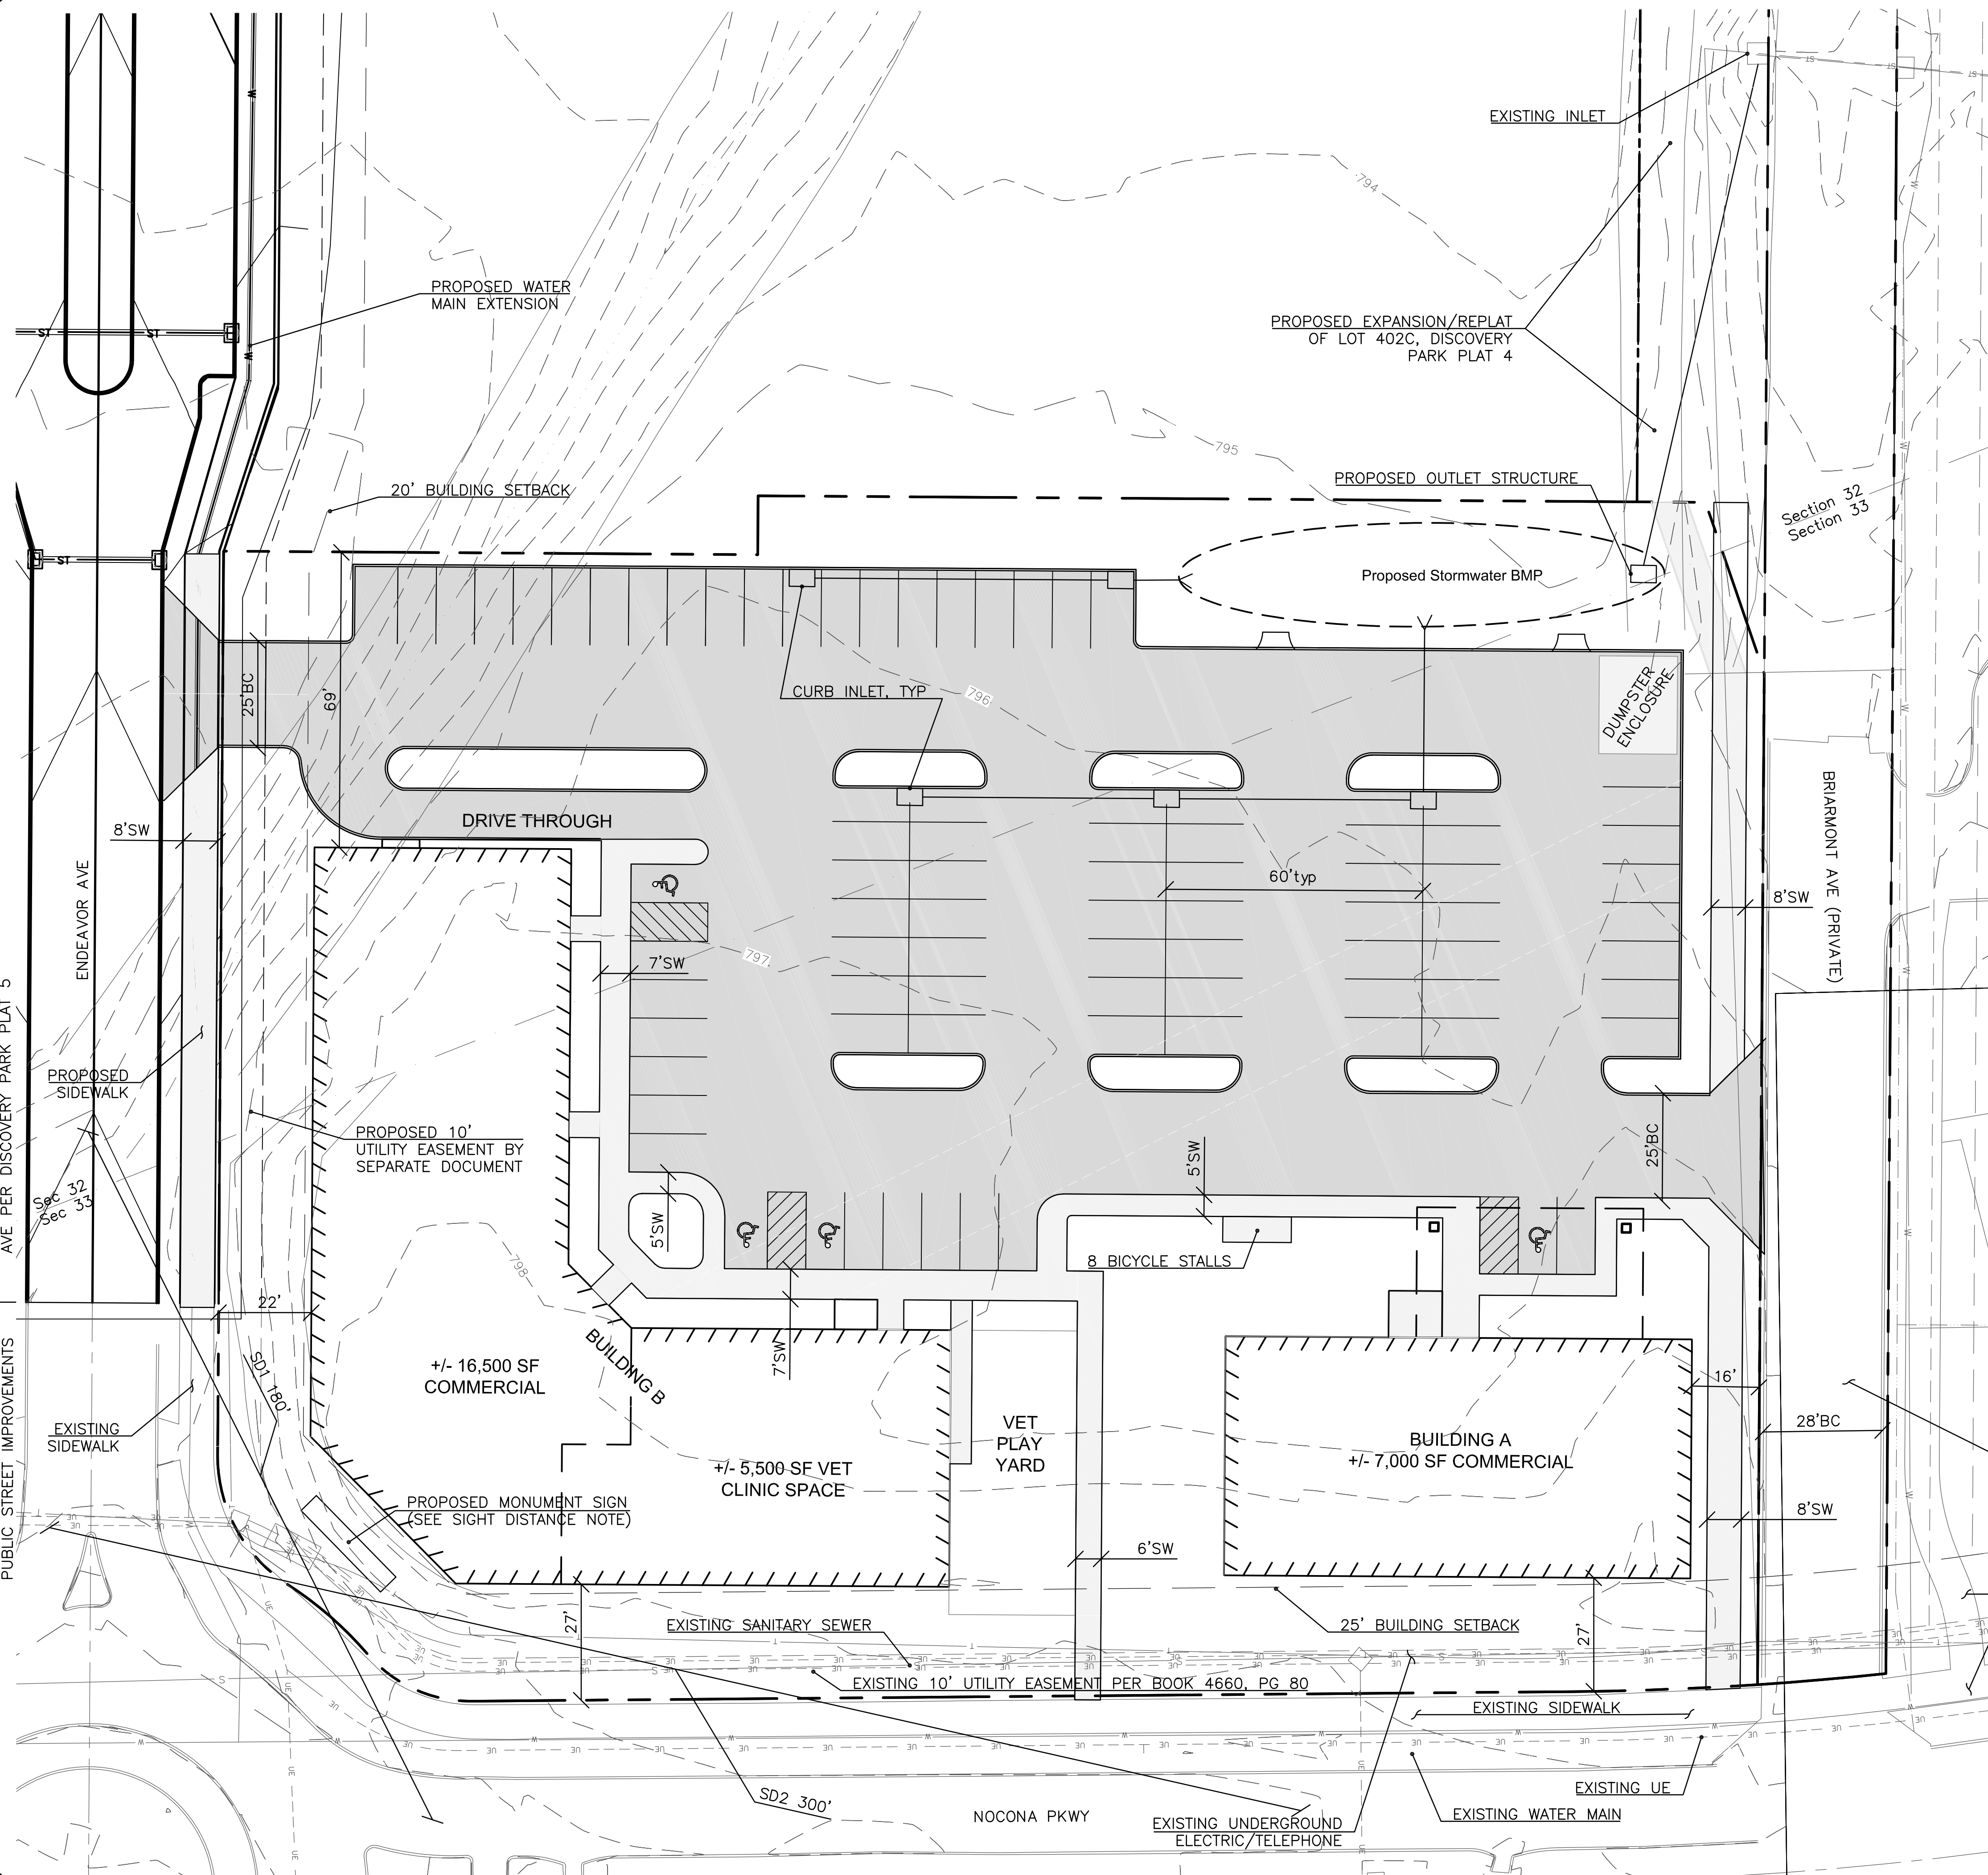 EXISTING INLET
794
PROPOSED WATER
MAIN EXTENSION
PROPOSED EXPANSION/REPLAT
OF LOT 402C, DISCOVERY
PARK PLAT 4
ST
ST
W
W
795
20' BUILDING SETBACK
PROPOSED OUTLET STRUCTURE
Section 32
Section 33
ST
Proposed Stormwater BMP
25'BC
69'
CURB INLET, TYP
796
DUMPSTER
ENCLOSURE
BRIARMONT AVE (PRIVATE)
8'SW
DRIVE THROUGH
ENDEAVOR AVE
60'typ
8'SW
7'SW
797
AVE PER DISCOVERY PARK PLAT 5
PROPOSED
SIDEWALK
PROPOSED 10'
UTILITY EASEMENT BY
SEPARATE DOCUMENT
Sec 32
Sec 33
5'SW
25'BC
5'SW
798
8 BICYCLE STALLS
22'
PUBLIC STREET IMPROVEMENTS
SD1 180'
+/- 16,500 SF
COMMERCIAL
BUILDING B
7'SW
16'
EXISTING
SIDEWALK
VET
PLAY
YARD
28'BC
BUILDING A
+/- 7,000 SF COMMERCIAL
+/- 5,500 SF VET
CLINIC SPACE
PROPOSED MONUMENT SIGN
(SEE SIGHT DISTANCE NOTE)
8'SW
6'SW
27'
EXISTING SANITARY SEWER
25' BUILDING SETBACK
27'
EXISTING 10' UTILITY EASEMENT PER BOOK 4660, PG 80
EXISTING SIDEWALK
SD2 300'
NOCONA PKWY
EXISTING UE
EXISTING WATER MAIN
EXISTING UNDERGROUND
ELECTRIC/TELEPHONE